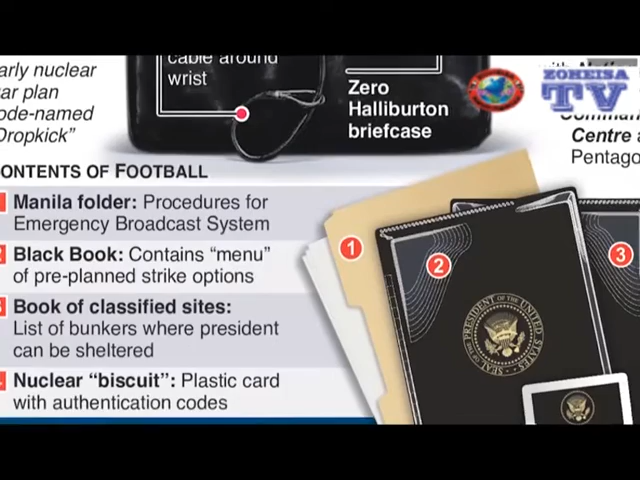 cable around
wrist
Zero
Halliburton
briefcase
arly nuclear
ar plan
ode-named
Dropkick"
ZOMEISA
TV
Centre a
Pentago
ONTENTS OF FOOTBALL
Manila folder: Procedures for
Emergency Broadcast System
Black Book: Contains "menu"
of pre-planned strike options
Book of classified sites:
List of bunkers where president
can be sheltered
Nuclear "biscuit": Plastic card
with authentication codes
1
2
3
SEAL OF THE PRESIDENT OF THE UNITED STATES